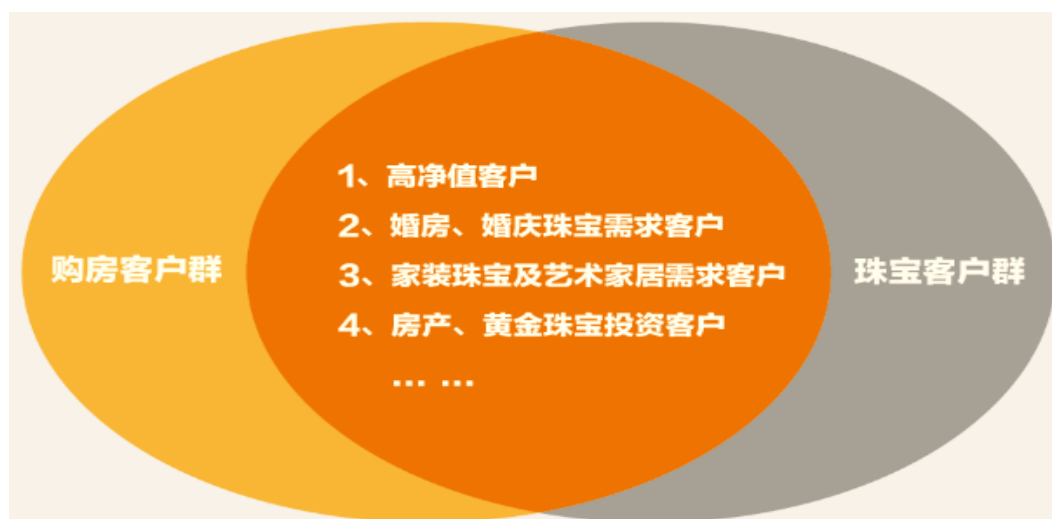 1、高净值客户
2、婚房、婚庆珠宝需求客户
购房客户群
3、家装珠宝及艺术家居需求客户
珠宝客户群
4、房产、黄金珠宝投资客户
... ...